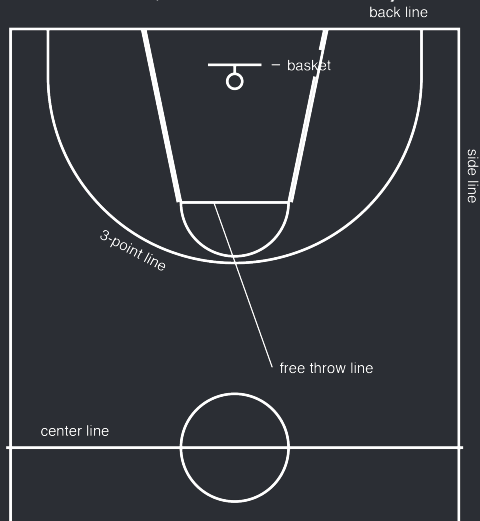 back line
basket
side line
3-point line
free throw line
center line